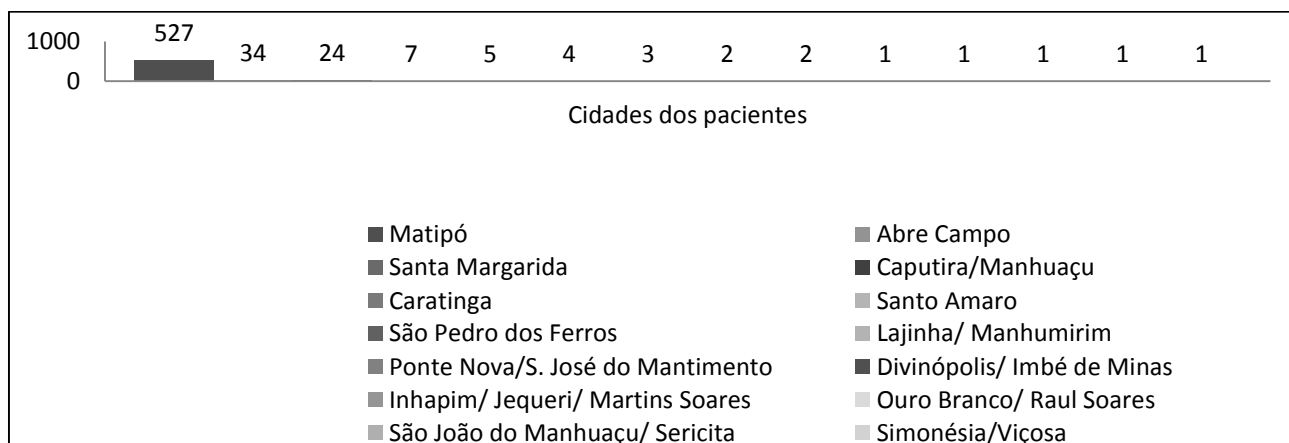 1000
527 34 24 7 5 4 3 2 2 1 1 1 1 1
0
Cidades dos pacientes
Matipó Abre Campo
Santa Margarida Caputira/Manhuaçu
Caratinga Santo Amaro
São Pedro dos Ferros Lajinha/ Manhumirim
Ponte Nova/S. José do Mantimento Divinópolis/ Imbé de Minas
Inhapim/ Jequeri/ Martins Soares Ouro Branco/ Raul Soares
São João do Manhuaçu/ Sericita Simonésia/Viçosa